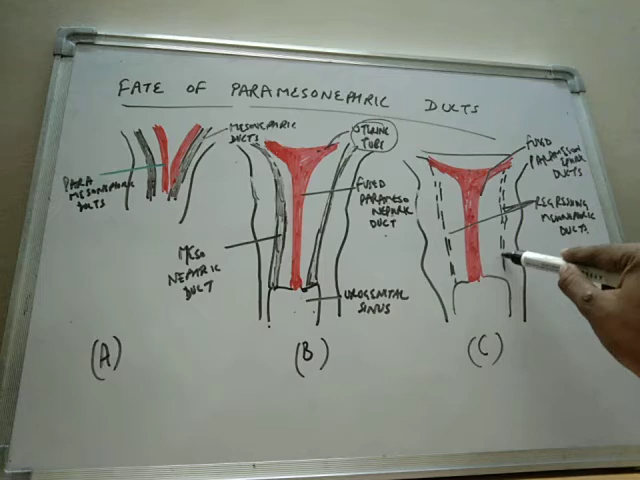 FATE OF PARAMESONEPHRIC DUCTS
MESONEPHRIC
DUCTS
PARA
MESONEPHRIC
DUCTS
(A)
UTERINE
TUBE
FUSED
PARAMESO
NEPHRIC
DUCT
MESO
NEPHRIC
DUCT
UROGENITAL
SINUS
(B)
FUSED
DUCTS
REGRESSING
MESONEPHRIC
DUCTS
(C)